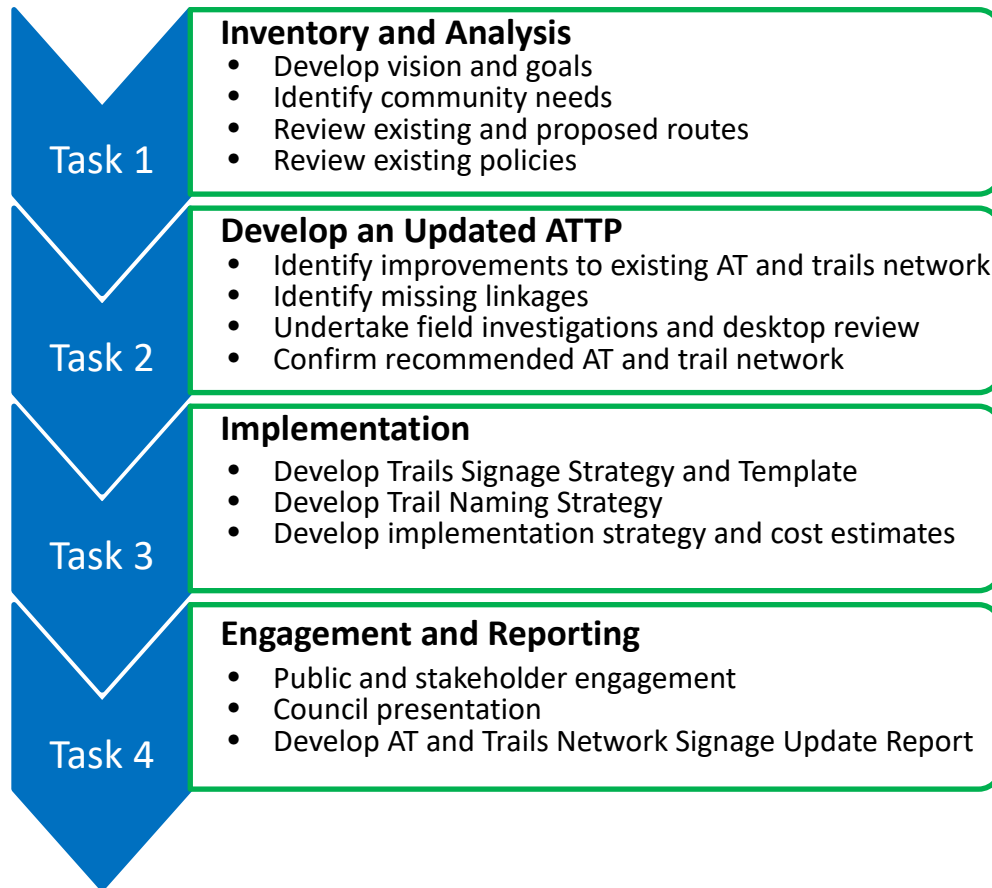 Task 1
Inventory and Analysis
• Develop vision and goals
• Identify community needs
• Review existing and proposed routes
• Review existing policies
Task 2
Develop an Updated ATTP
• Identify improvements to existing AT and trails network
• Identify missing linkages
• Undertake field investigations and desktop review
• Confirm recommended AT and trail network
Task 3
Implementation
• Develop Trails Signage Strategy and Template
• Develop Trail Naming Strategy
• Develop implementation strategy and cost estimates
Task 4
Engagement and Reporting
• Public and stakeholder engagement
• Council presentation
• Develop AT and Trails Network Signage Update Report